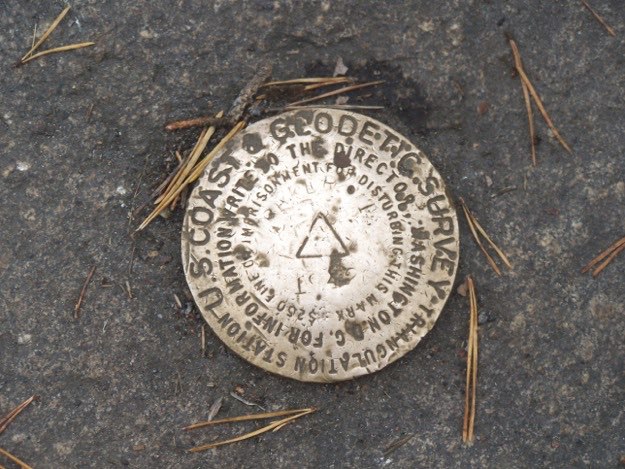 U.S. COAST & GEODETIC SURVEY
TRIANGULATION STATION
FOR INFORMATION WRITE TO THE DIRECTOR, WASHINGTON D.C.
$250 FINE OR IMPRISONMENT FOR DISTURBING THIS MARK